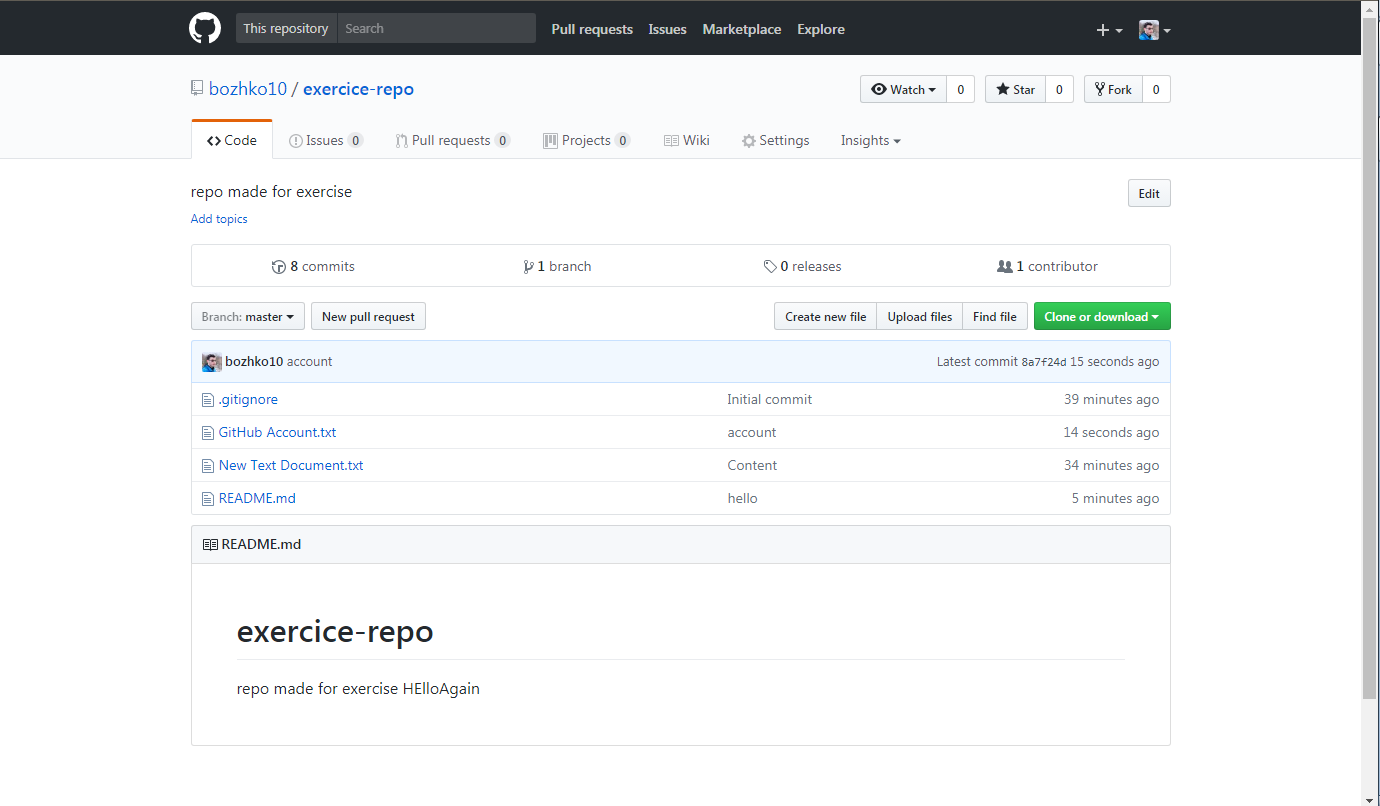 This repository Search Pull requests Issues Marketplace Explore
bozhko10 / exercice-repo Watch 0 Star 0 Fork 0
Code Issues 0 Pull requests 0 Projects 0 Wiki Settings Insights
repo made for exercise Edit
Add topics
8 commits 1 branch 0 releases 1 contributor
Branch: master New pull request Create new file Upload files Find file Clone or download
bozhko10 account Latest commit 8a7f24d 15 seconds ago
.gitignore Initial commit 39 minutes ago
GitHub Account.txt account 14 seconds ago
New Text Document.txt Content 34 minutes ago
README.md hello 5 minutes ago
README.md
exercice-repo
repo made for exercise HElloAgain